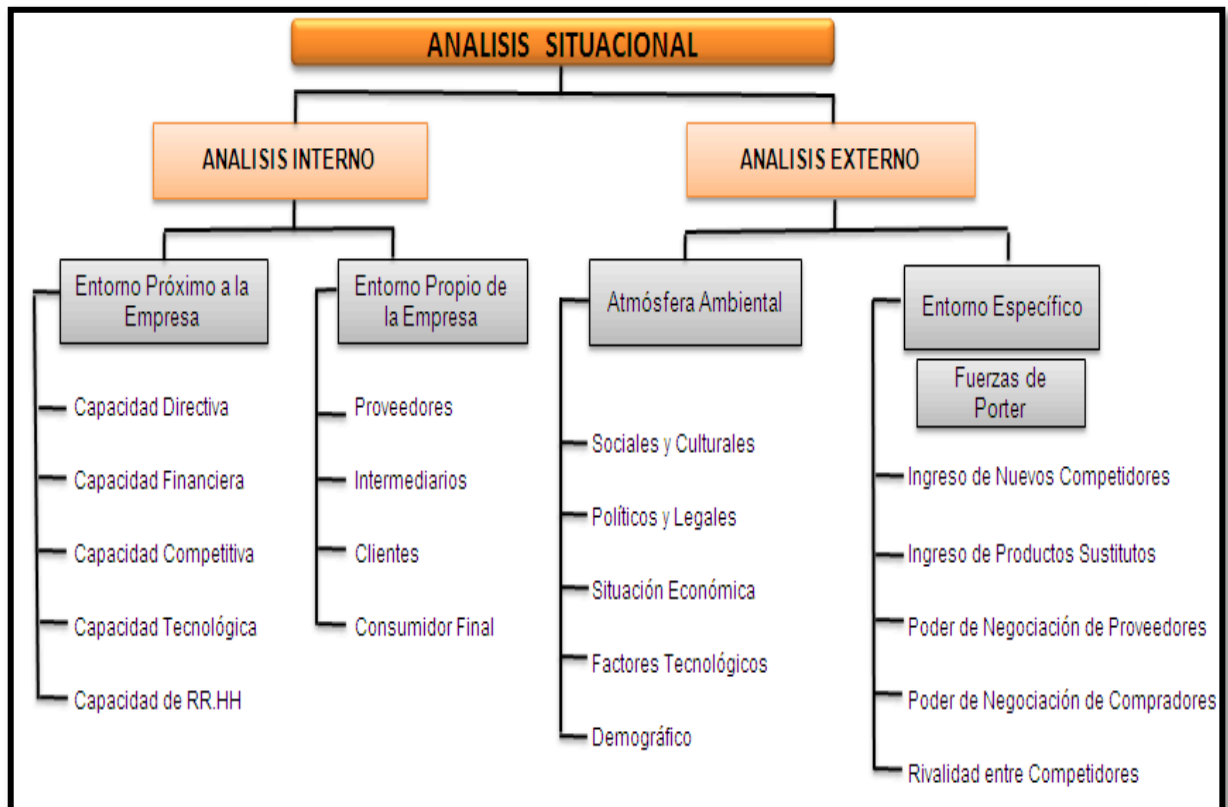 ANALISIS SITUACIONAL
ANALISIS INTERNO
ANALISIS EXTERNO
Entorno Próximo a la
Empresa
Capacidad Directiva
Capacidad Financiera
Capacidad Competitiva
Capacidad Tecnológica
Capacidad de RR.HH
Entorno Propio de
la Empresa
Proveedores
Intermediarios
Clientes
Consumidor Final
Atmósfera Ambiental
Sociales y Culturales
Políticos y Legales
Situación Económica
Factores Tecnológicos
Demográfico
Entorno Específico
Fuerzas de
Porter
Ingreso de Nuevos Competidores
Ingreso de Productos Sustitutos
Poder de Negociación de Proveedores
Poder de Negociación de Compradores
Rivalidad entre Competidores